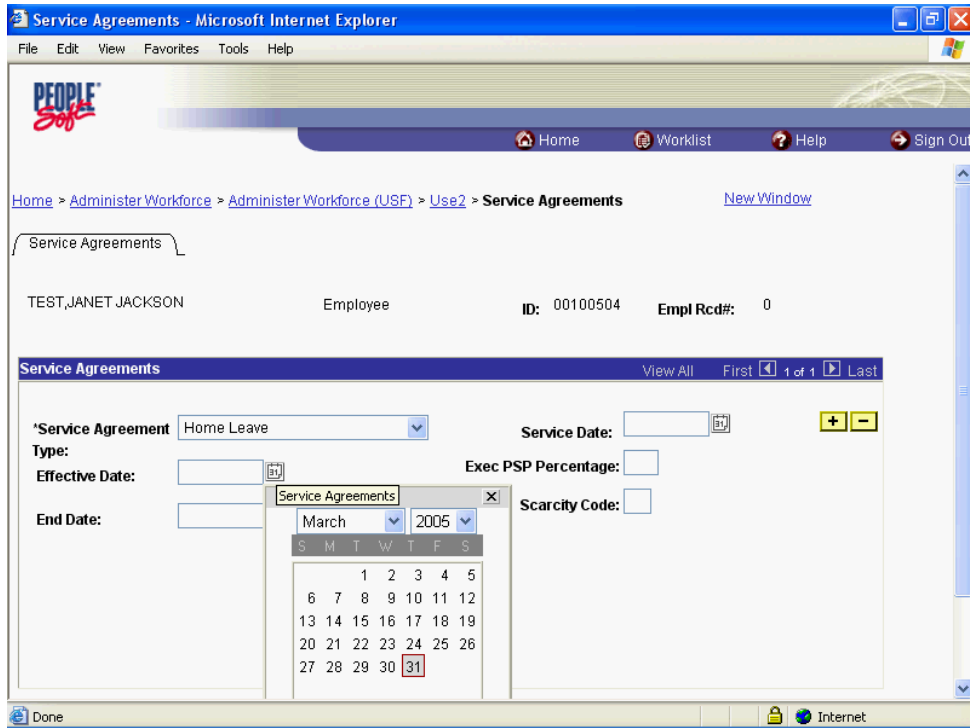 Service Agreements - Microsoft Internet Explorer
File Edit View Favorites Tools Help
PEOPLE
Soft
Home Worklist Help Sign Out
Home > Administer Workforce > Administer Workforce (USF) > Use2 > Service Agreements New Window
Service Agreements
TEST,JANET JACKSON Employee ID: 00100504 Empl Rcd#: 0
Service Agreements View All First 1 of 1 Last
*Service Agreement Type: Home Leave Service Date: 31 + -
Effective Date: 31 Exec PSP Percentage:
Service Agreements
End Date: Scarcity Code:
March 2005
S M T W T F S
1 2 3 4 5
6 7 8 9 10 11 12
13 14 15 16 17 18 19
20 21 22 23 24 25 26
27 28 29 30 31
Done Internet